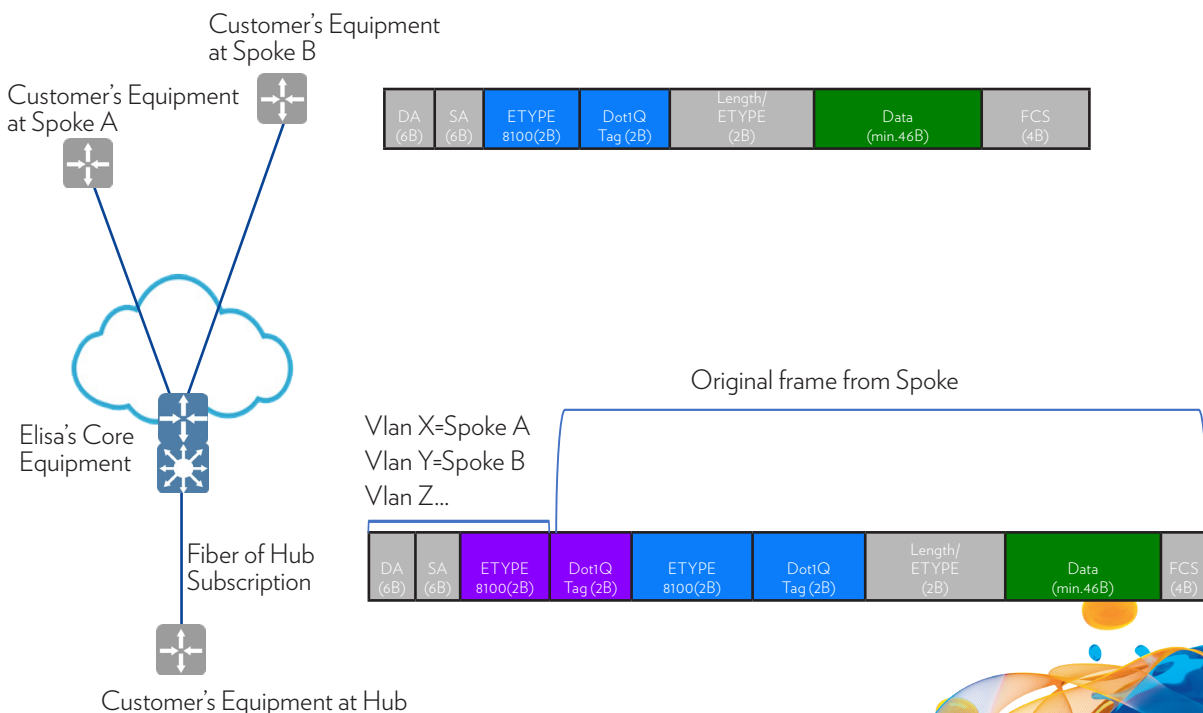 Customer's Equipment
at Spoke B
Customer's Equipment
at Spoke A
DA
(6B)
SA
(6B)
ETYPE
8100(2B)
Dot1Q
Tag (2B)
Length/
ETYPE
(2B)
Data
(min.46B)
FCS
(4B)
Original frame from Spoke
Vlan X=Spoke A
Vlan Y=Spoke B
Vlan Z...
Elisa's Core
Equipment
Fiber of Hub
Subscription
DA
(6B)
SA
(6B)
ETYPE
8100(2B)
Dot1Q
Tag (2B)
ETYPE
8100(2B)
Dot1Q
Tag (2B)
Length/
ETYPE
(2B)
Data
(min.46B)
FCS
(4B)
Customer's Equipment at Hub